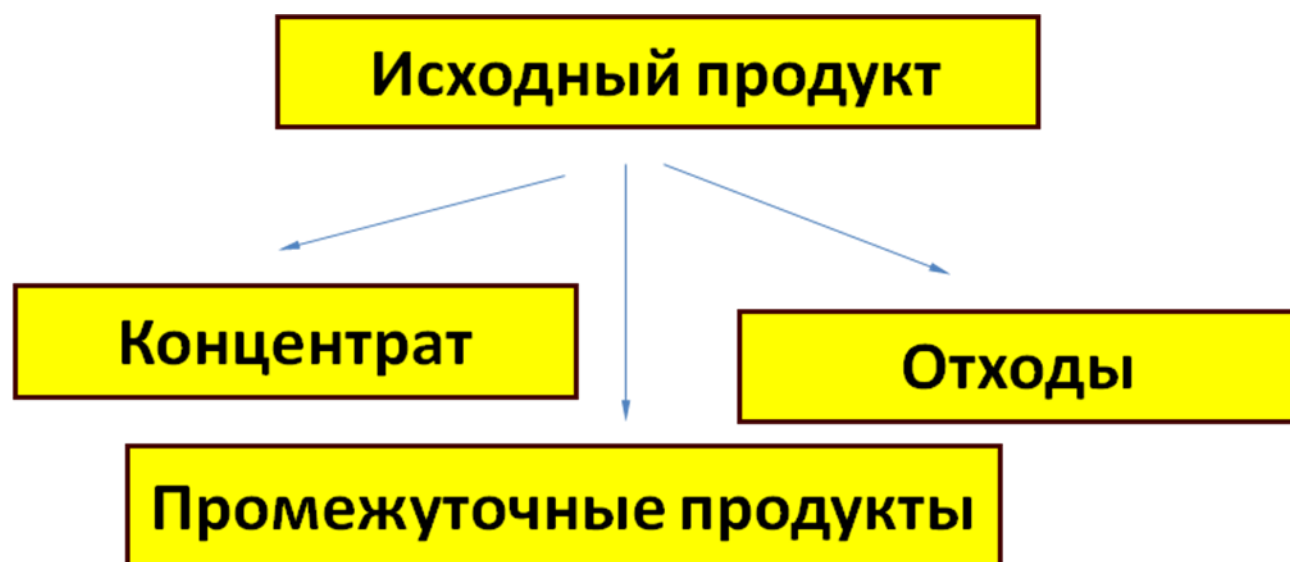 Исходный продукт
Концентрат
Отходы
Промежуточные продукты